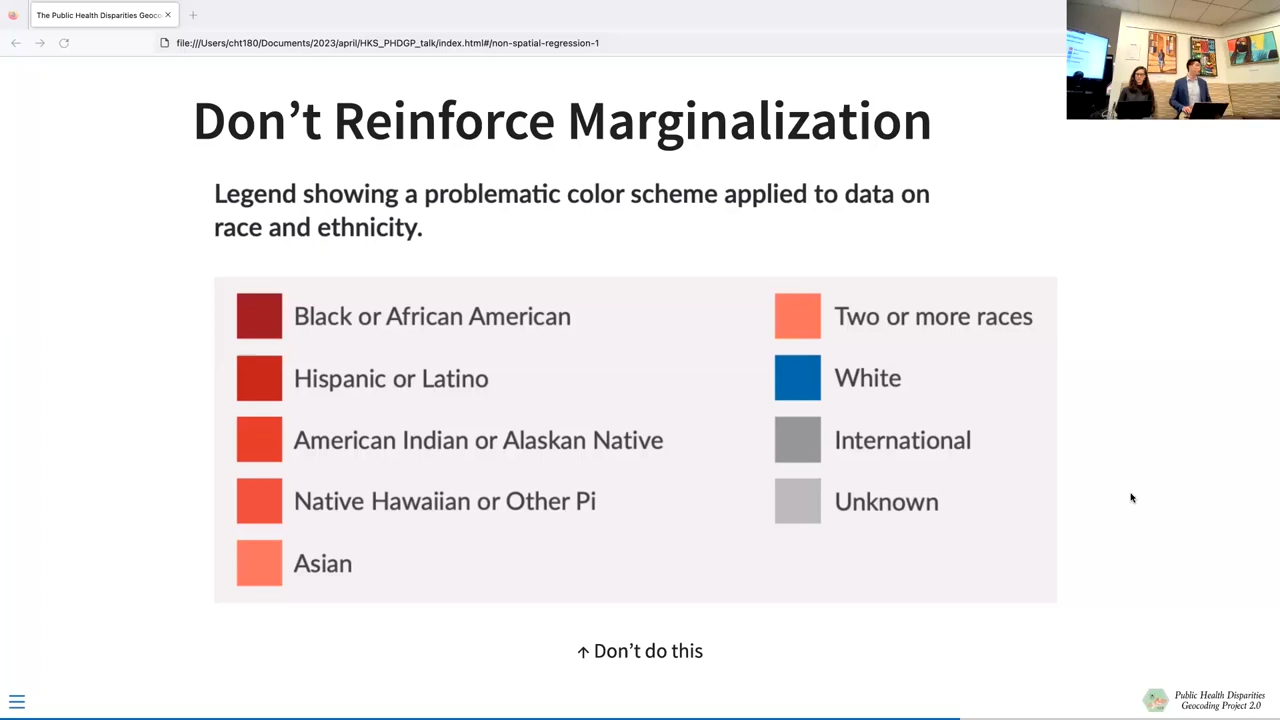 The Public Health Disparities Geoco
file:///Users/cht180/Documents/2023/april/HSS_PHDGP_talk/index.html#/non-spatial-regression-1
Don’t Reinforce Marginalization
Legend showing a problematic color scheme applied to data on
race and ethnicity.
Black or African American
Hispanic or Latino
American Indian or Alaskan Native
Native Hawaiian or Other Pi
Asian
Two or more races
White
International
Unknown
↑ Don’t do this
Public Health Disparities
Geocoding Project 2.0